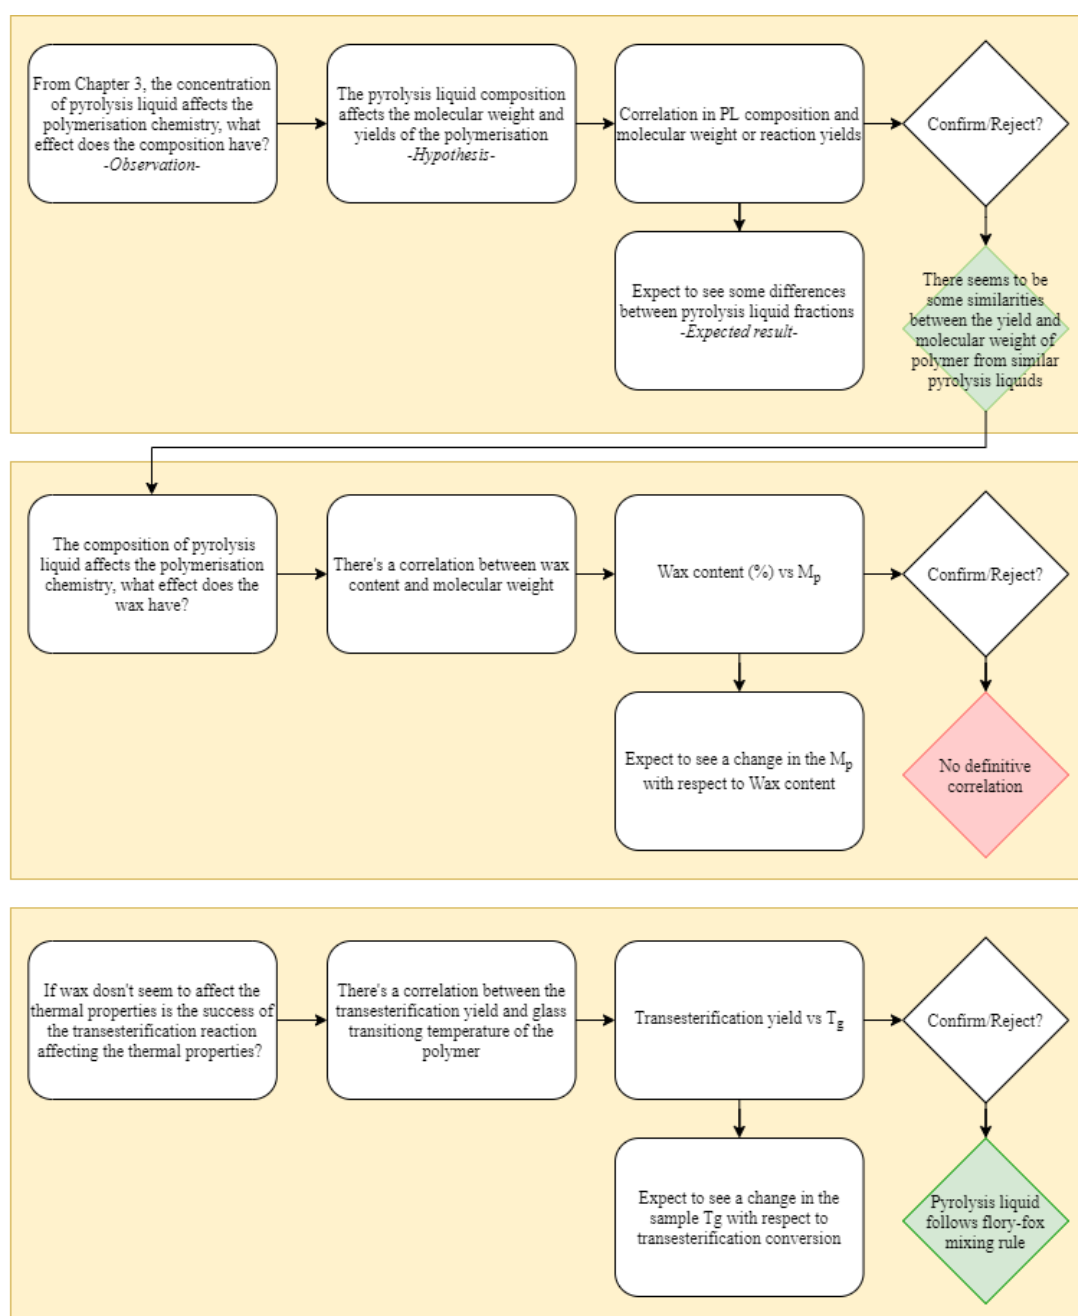 From Chapter 3, the concentration
of pyrolysis liquid affects the
polymerisation chemistry, what
effect does the composition have?
-Observation-
The pyrolysis liquid composition
affects the molecular weight and
yields of the polymerisation
-Hypothesis-
Correlation in PL composition and
molecular weight or reaction yields
Confirm/Reject?
Expect to see some differences
between pyrolysis liquid fractions
-Expected result-
There seems to be
some similarities
between the yield and
molecular weight of
polymer from similar
pyrolysis liquids
The composition of pyrolysis
liquid affects the polymerisation
chemistry, what effect does the
wax have?
There's a correlation between wax
content and molecular weight
Wax content (%) vs Mp
Confirm/Reject?
Expect to see a change in the Mp
with respect to Wax content
No definitive
correlation
If wax dosn't seem to affect the
thermal properties is the success of
the transesterification reaction
affecting the thermal properties?
There's a correlation between the
transesterification yield and glass
transitiong temperature of the
polymer
Transesterification yield vs Tg
Confirm/Reject?
Expect to see a change in the
sample Tg with respect to
transesterification conversion
Pyrolysis liquid
follows flory-fox
mixing rule